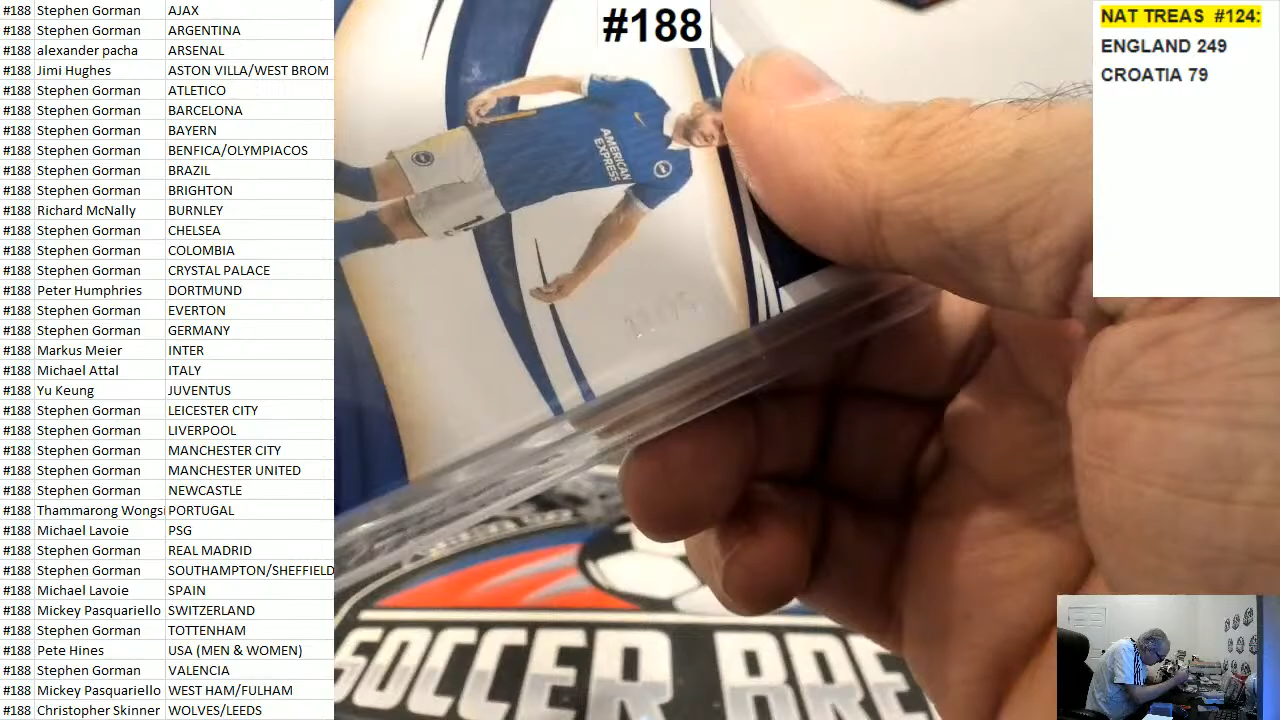 #188 Stephen Gorman AJAX
#188 Stephen Gorman ARGENTINA
#188 alexander pacha ARSENAL
#188 Jimi Hughes ASTON VILLA/WEST BROM
#188 Stephen Gorman ATLETICO
#188 Stephen Gorman BARCELONA
#188 Stephen Gorman BAYERN
#188 Stephen Gorman BENFICA/OLYMPIACOS
#188 Stephen Gorman BRAZIL
#188 Stephen Gorman BRIGHTON
#188 Richard McNally BURNLEY
#188 Stephen Gorman CHELSEA
#188 Stephen Gorman COLOMBIA
#188 Stephen Gorman CRYSTAL PALACE
#188 Peter Humphries DORTMUND
#188 Stephen Gorman EVERTON
#188 Stephen Gorman GERMANY
#188 Markus Meier INTER
#188 Michael Attal ITALY
#188 Yu Keung JUVENTUS
#188 Stephen Gorman LEICESTER CITY
#188 Stephen Gorman LIVERPOOL
#188 Stephen Gorman MANCHESTER CITY
#188 Stephen Gorman MANCHESTER UNITED
#188 Stephen Gorman NEWCASTLE
#188 Thammarong Wongsi PORTUGAL
#188 Michael Lavoie PSG
#188 Stephen Gorman REAL MADRID
#188 Stephen Gorman SOUTHAMPTON/SHEFFIELD
#188 Michael Lavoie SPAIN
#188 Mickey Pasquariello SWITZERLAND
#188 Stephen Gorman TOTTENHAM
#188 Pete Hines USA (MEN & WOMEN)
#188 Stephen Gorman VALENCIA
#188 Mickey Pasquariello WEST HAM/FULHAM
#188 Christopher Skinner WOLVES/LEEDS
#188
AMERICAN
EXPRESS
SOCCER BRE
NAT TREAS #124:
ENGLAND 249
CROATIA 79